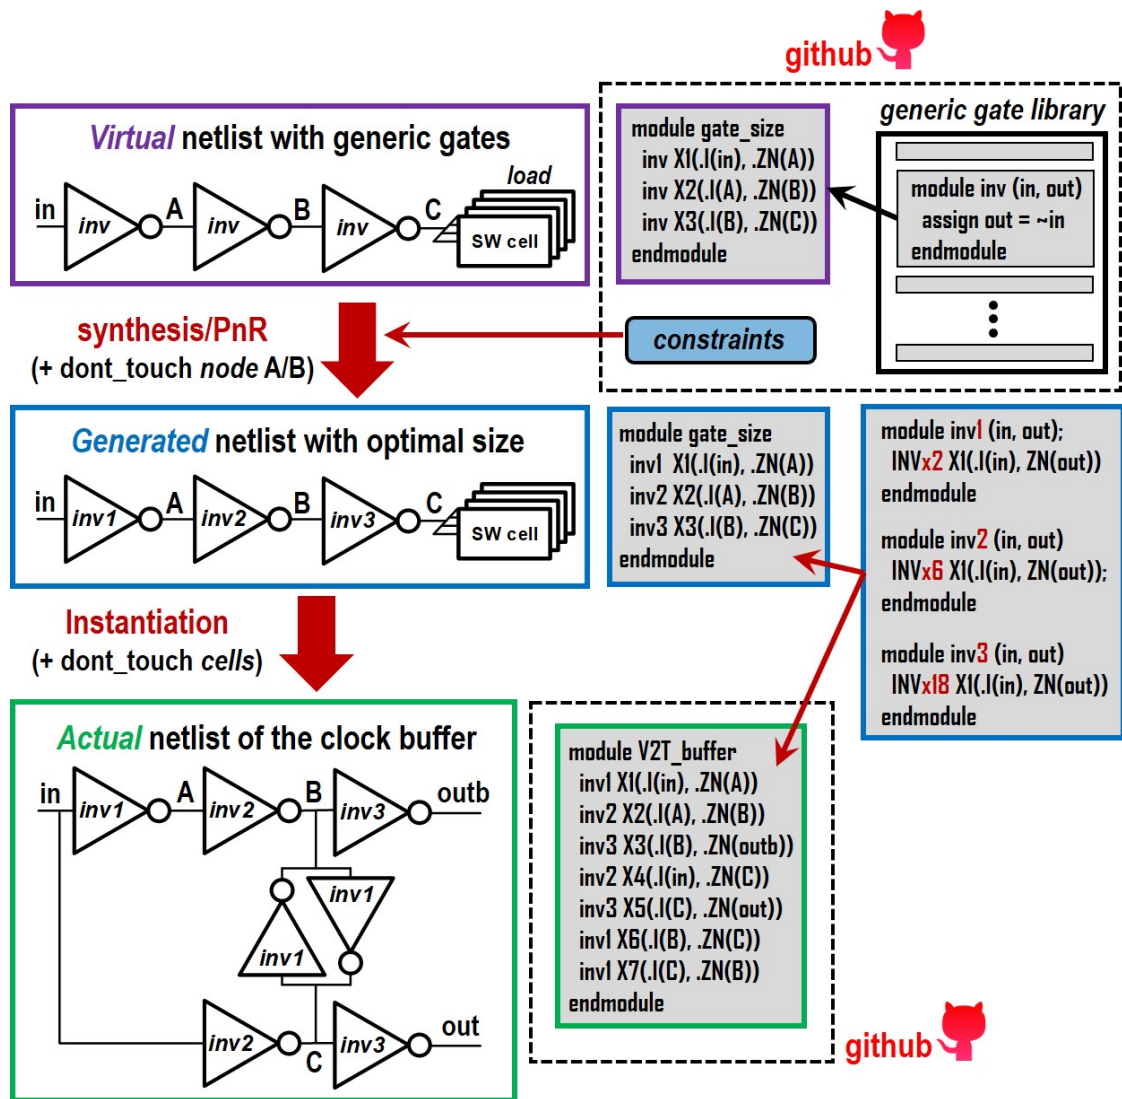 github
generic gate library
Virtual netlist with generic gates
load
in
A
B
C
inv
inv
inv
SW cell
module gate_size
inv X1(.I(in), .ZN(A))
inv X2(.I(A), .ZN(B))
inv X3(.I(B), .ZN(C))
endmodule
module inv (in, out)
assign out = ~in
endmodule
synthesis/PnR
(+ dont_touch node A/B)
constraints
Generated netlist with optimal size
in
A
B
C
inv1
inv2
inv3
SW cell
module gate_size
inv1 X1(.I(in), .ZN(A))
inv2 X2(.I(A), .ZN(B))
inv3 X3(.I(B), .ZN(C))
endmodule
module inv1 (in, out);
INVx2 X1(.I(in), ZN(out))
endmodule
module inv2 (in, out)
INVx6 X1(.I(in), ZN(out));
endmodule
module inv3 (in, out)
INVx18 X1(.I(in), ZN(out))
endmodule
Instantiation
(+ dont_touch cells)
Actual netlist of the clock buffer
in
A
B
outb
inv1
inv2
inv3
inv1
inv1
inv2
C
inv3
out
module V2T_buffer
inv1 X1(.I(in), .ZN(A))
inv2 X2(.I(A), .ZN(B))
inv3 X3(.I(B), .ZN(outb))
inv2 X4(.I(in), .ZN(C))
inv3 X5(.I(C), .ZN(out))
inv1 X6(.I(B), .ZN(C))
inv1 X7(.I(C), .ZN(B))
endmodule
github